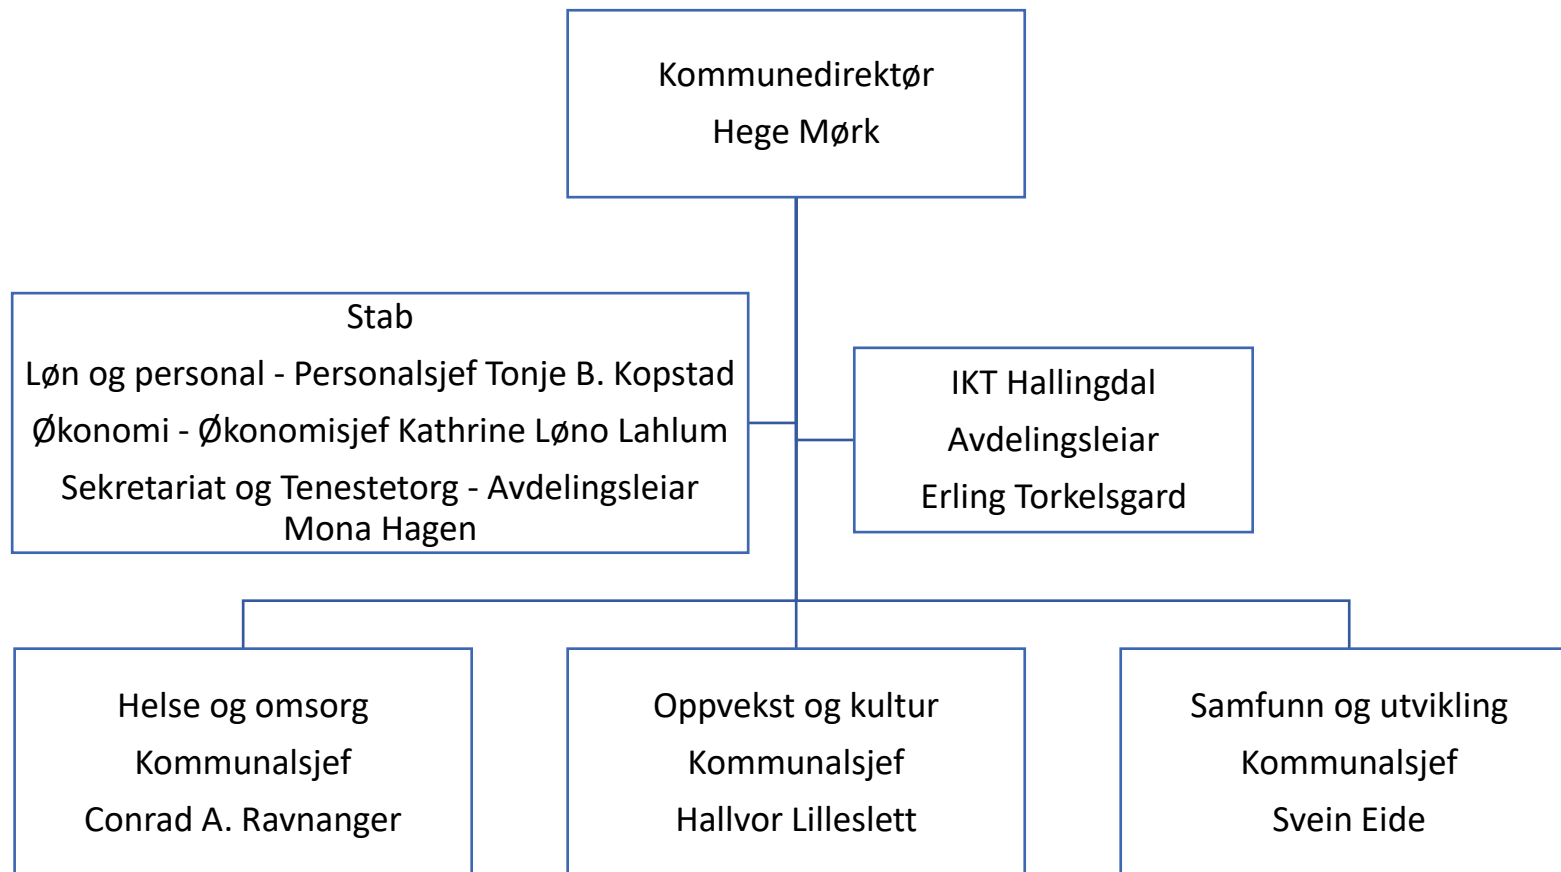 Kommunedirektør
Hege Mørk
Stab
Løn og personal - Personalsjef Tonje B. Kopstad
Økonomi - Økonomisjef Kathrine Løno Lahlum
Sekretariat og Tenestetorg - Avdelingsleiar
Mona Hagen
IKT Hallingdal
Avdelingsleiar
Erling Torkelsgard
Helse og omsorg
Kommunalsjef
Conrad A. Ravnanger
Oppvekst og kultur
Kommunalsjef
Hallvor Lilleslett
Samfunn og utvikling
Kommunalsjef
Svein Eide